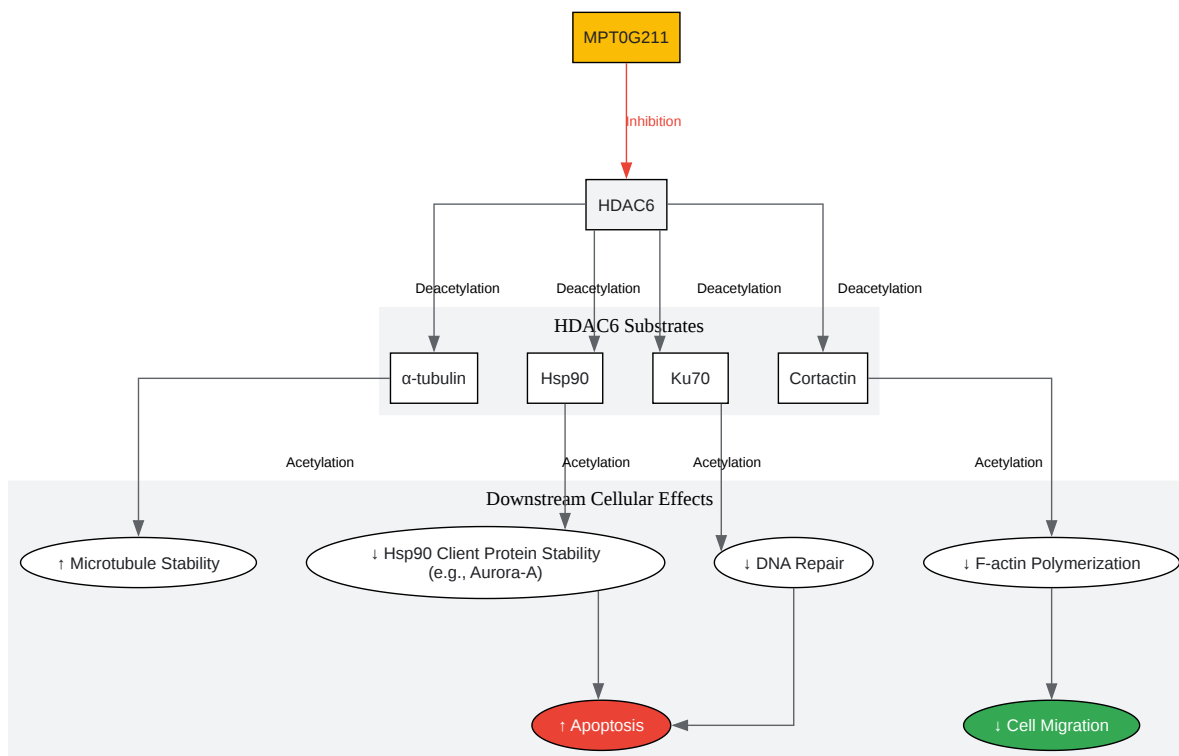 MPT0G211
Inhibition
HDAC6
Deacetylation
Deacetylation
Deacetylation
Deacetylation
HDAC6 Substrates
α-tubulin
Hsp90
Ku70
Cortactin
Acetylation
Acetylation
Acetylation
Acetylation
Downstream Cellular Effects
↑ Microtubule Stability
↓ Hsp90 Client Protein Stability
(e.g., Aurora-A)
↓ DNA Repair
↓ F-actin Polymerization
↑ Apoptosis
↓ Cell Migration